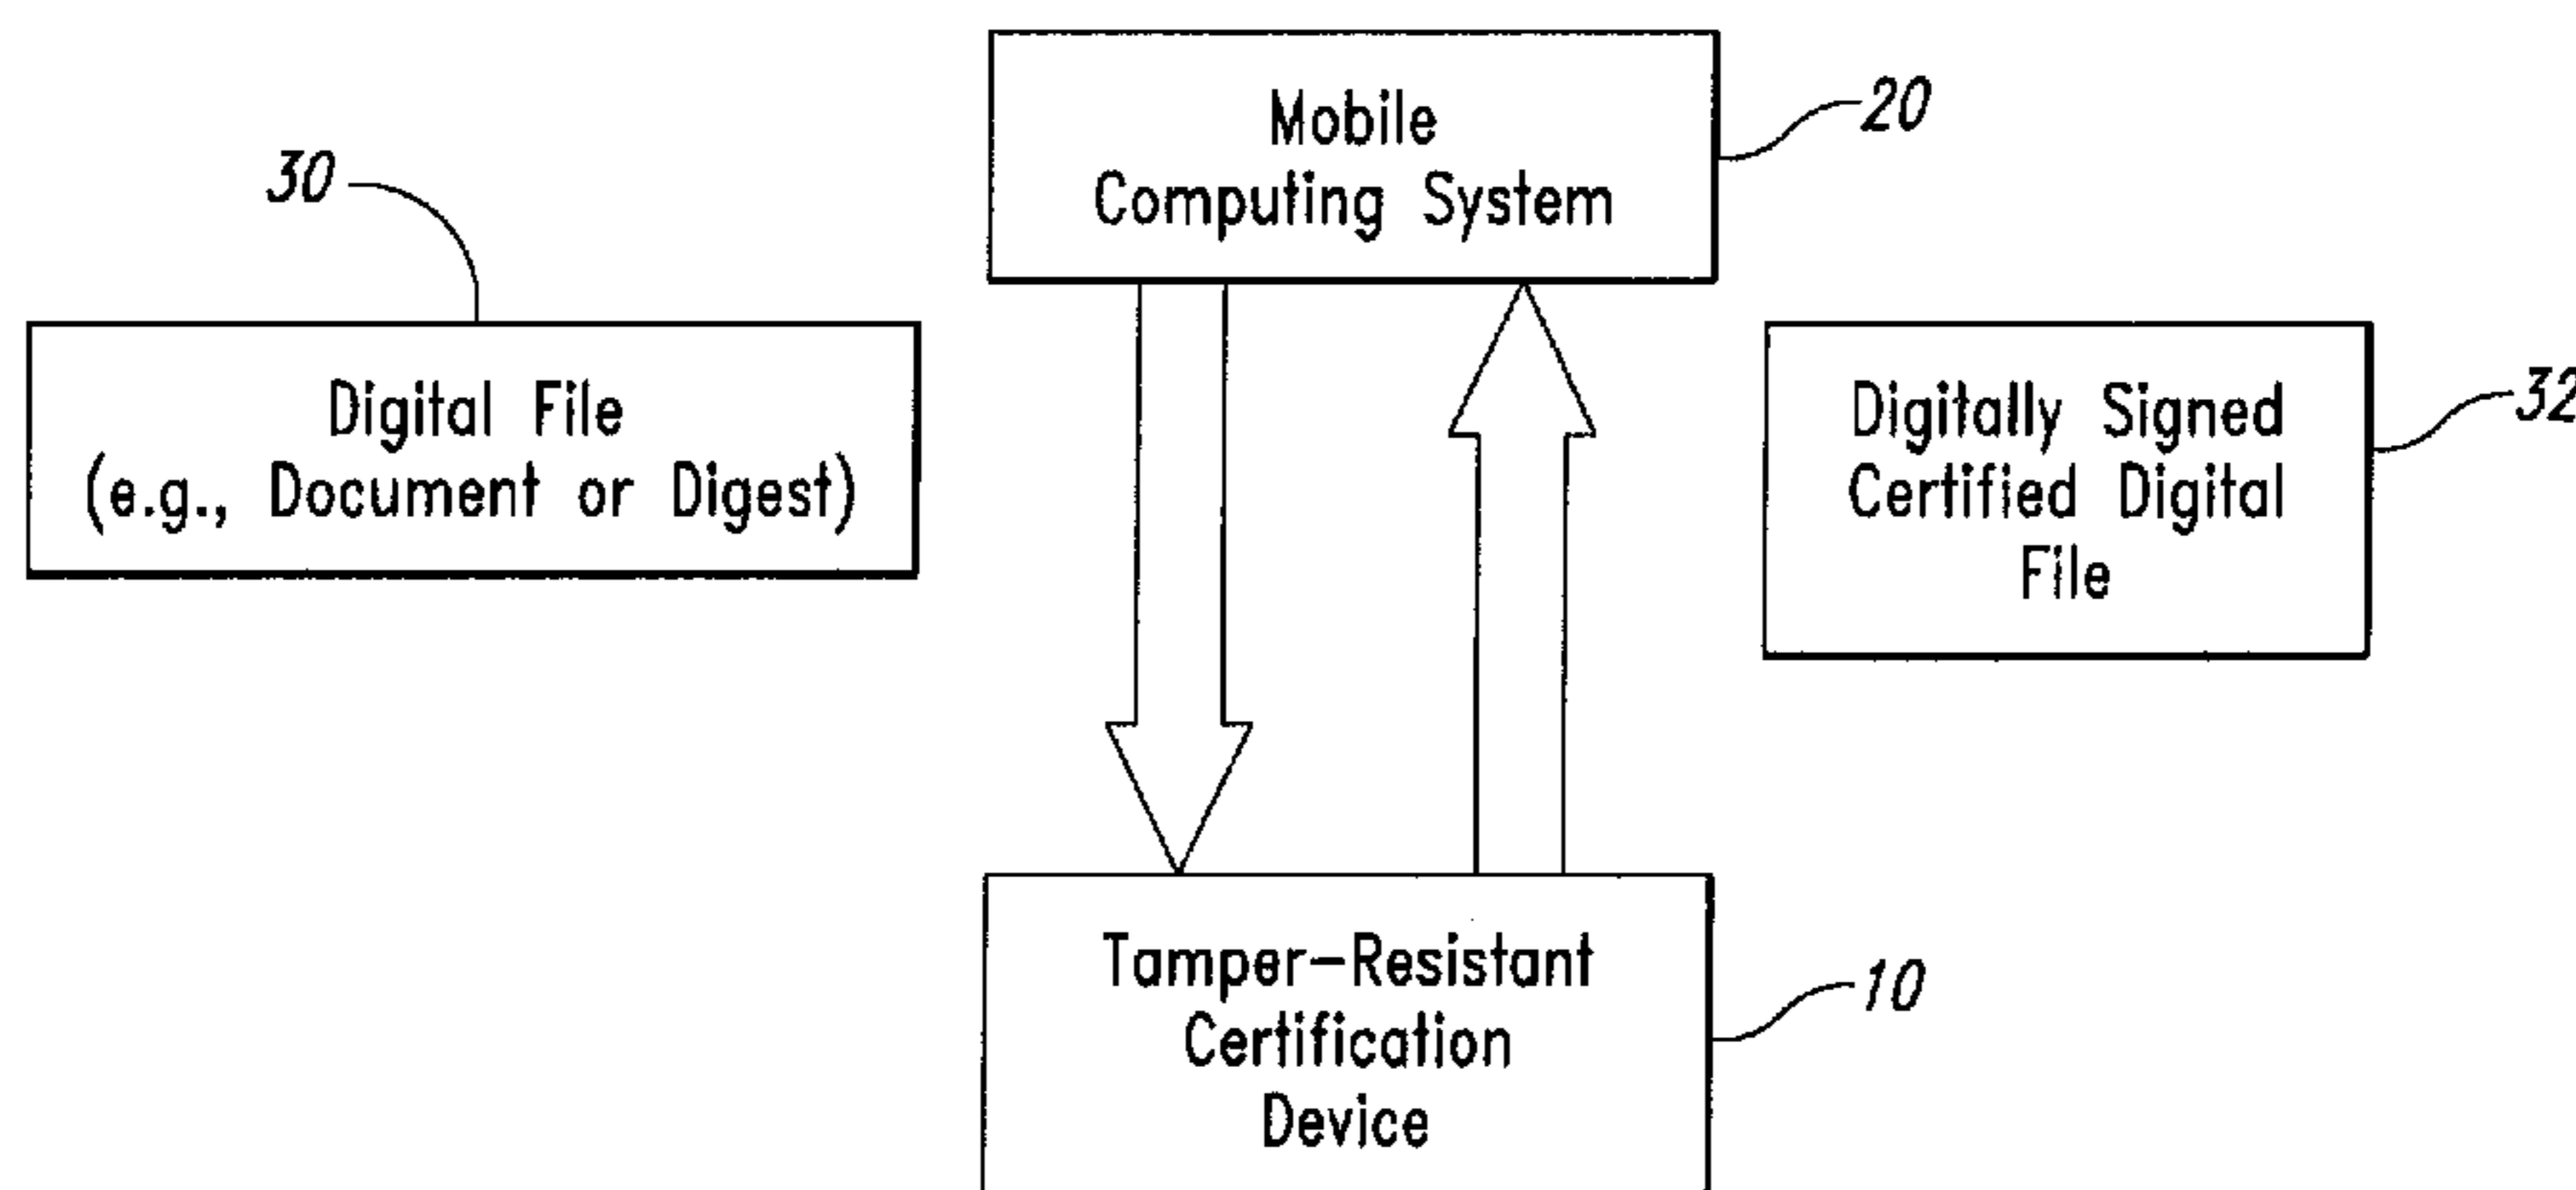 Mobile
Computing System
20
30
Digital File
(e.g., Document or Digest)
Digitally Signed
Certified Digital
File
32
Tamper-Resistant
Certification
Device
10